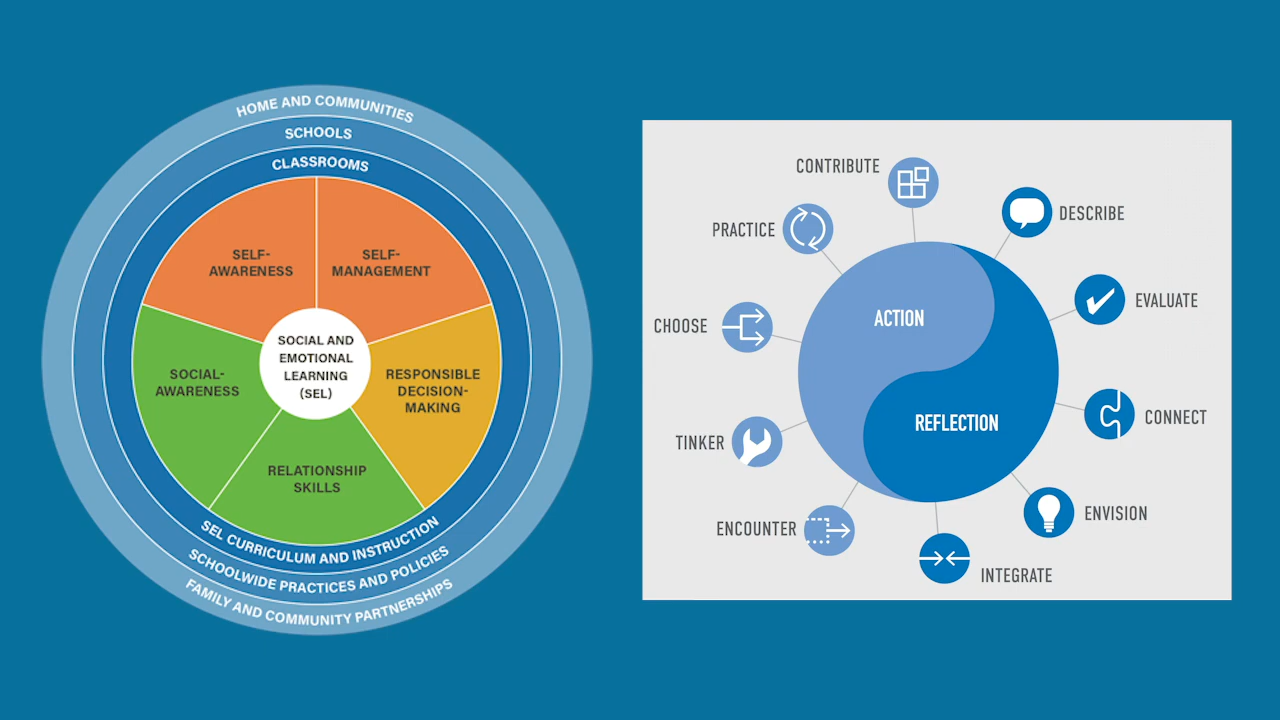 HOME AND COMMUNITIES
SCHOOLS
CLASSROOMS
SELF-
AWARENESS
SELF-
MANAGEMENT
SOCIAL AND
EMOTIONAL
LEARNING
(SEL)
SOCIAL-
AWARENESS
RESPONSIBLE
DECISION-
MAKING
RELATIONSHIP
SKILLS
SEL CURRICULUM AND INSTRUCTION
SCHOOLWIDE PRACTICES AND POLICIES
FAMILY AND COMMUNITY PARTNERSHIPS
CONTRIBUTE
PRACTICE
CHOOSE
TINKER
ENCOUNTER
ACTION
REFLECTION
DESCRIBE
EVALUATE
CONNECT
ENVISION
INTEGRATE